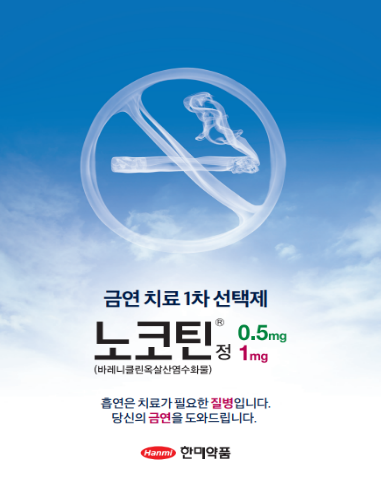 금연 치료 1차 선택제
노코틴® 정 0.5mg
1mg
(바레니클린옥살산염수화물)
흡연은 치료가 필요한 질병입니다.
당신의 금연을 도와드립니다.
Hanmi 한미약품